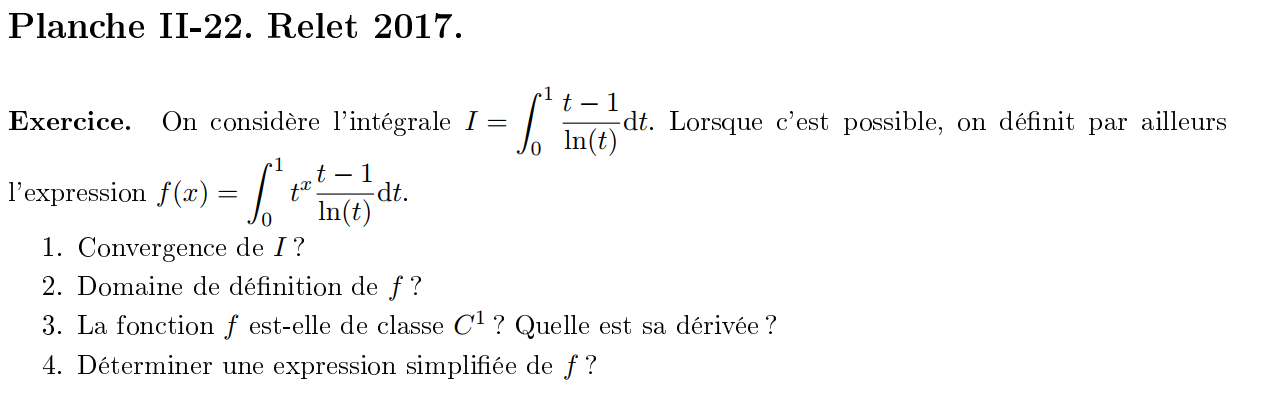 Planche II-22. Relet 2017.
Exercice. On considère l'intégrale $I = \int_0^1 \frac{t-1}{\ln(t)} \mathrm{d}t$. Lorsque c'est possible, on définit par ailleurs
l'expression $f(x) = \int_0^1 t^x \frac{t-1}{\ln(t)} \mathrm{d}t$.
1. Convergence de $I$ ?
2. Domaine de définition de $f$ ?
3. La fonction $f$ est-elle de classe $C^1$ ? Quelle est sa dérivée ?
4. Déterminer une expression simplifiée de $f$ ?